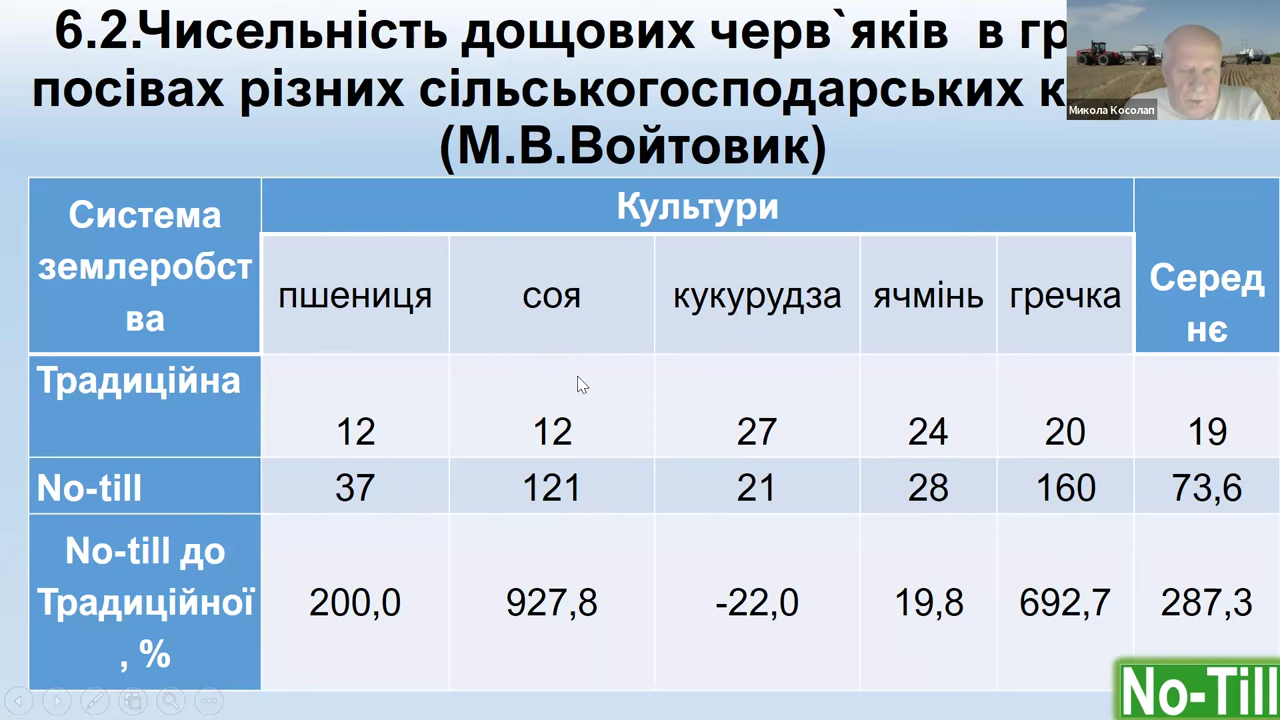 6.2.Чисельність дощових черв`яків в гр
посівах різних сільськогосподарських к
(М.В.Войтовик)
Микола Косолап
Система
землеробст
ва
Культури
Серед
нє
пшениця соя кукурудза ячмінь гречка
Традиційна
12 12 27 24 20 19
No-till 37 121 21 28 160 73,6
No-till до
Традиційної
, %
200,0 927,8 -22,0 19,8 692,7 287,3
No-Till